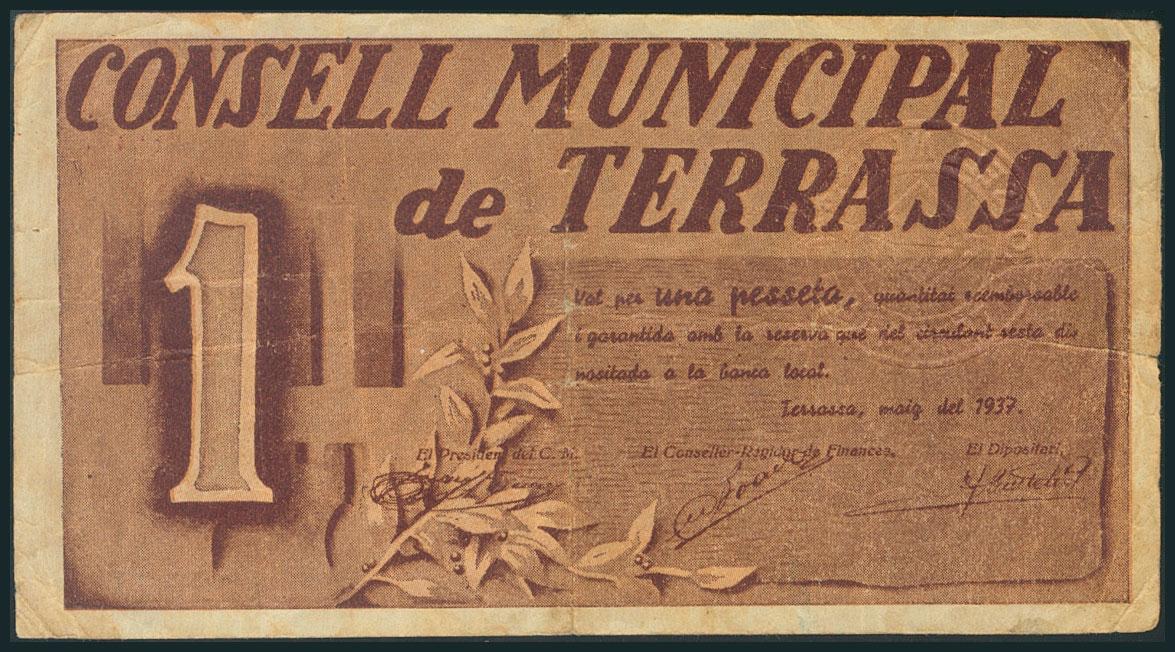 CONSELL MUNICIPAL
de TERRASSA
1
Val per una pesseta, quantitat reemborsable
i garantida amb la reserva que del circulant resta di-
positada a la banca local.
Terrassa, maig del 1937.
El President del C. M. El Conseller-Regidor de Finances, El Dipositari,